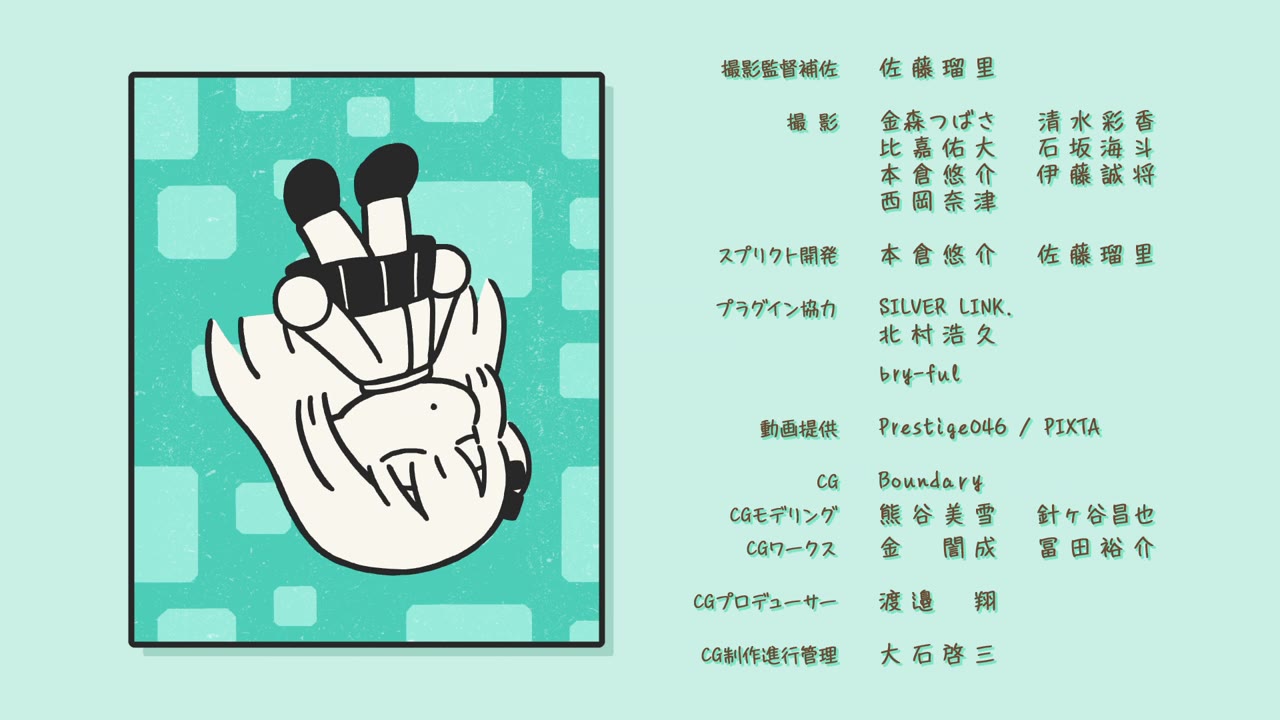 撮影監督補佐 佐藤瑠里
撮影 金森つばさ 清水彩香
比嘉佑大 石坂海斗
本倉悠介 伊藤誠将
西岡奈津
スプリクト開発 本倉悠介 佐藤瑠里
プラグイン協力 SILVER LINK.
北村浩久
bry-ful
動画提供 Prestige046 / PIXTA
CG Boundary
CGモデリング 熊谷美雪 針ヶ谷昌也
CGワークス 金 誾成 冨田裕介
CGプロデューサー 渡邉 翔
CG制作進行管理 大石啓三